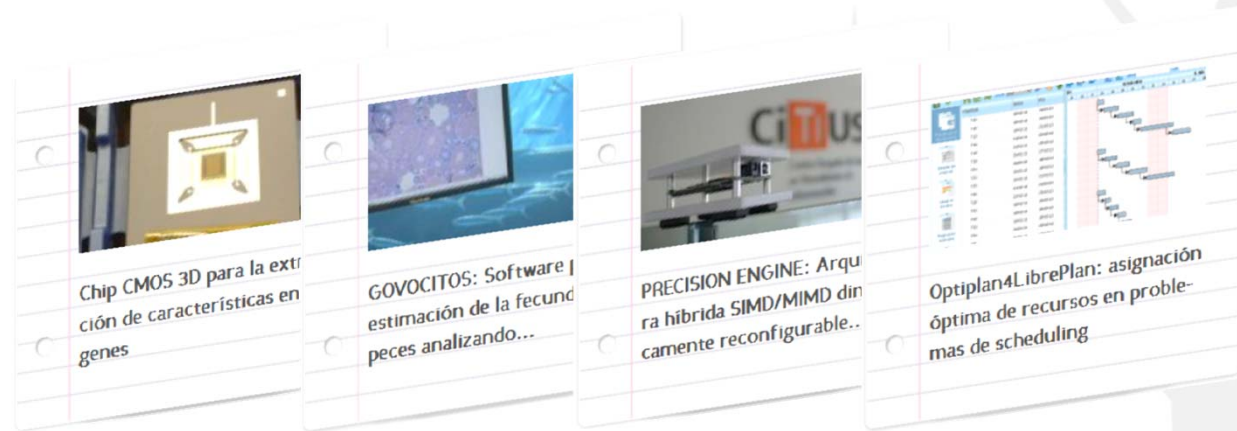 Chip CMOS 3D para la extr
ción de características en
genes
GOVOCITOS: Software
estimación de la fecund
peces analizando...
CiTIUS
PRECISION ENGINE: Arqu
ra híbrida SIMD/MIMD din
camente reconfigurable..
Optiplan4LibrePlan: asignación
óptima de recursos en proble-
mas de scheduling